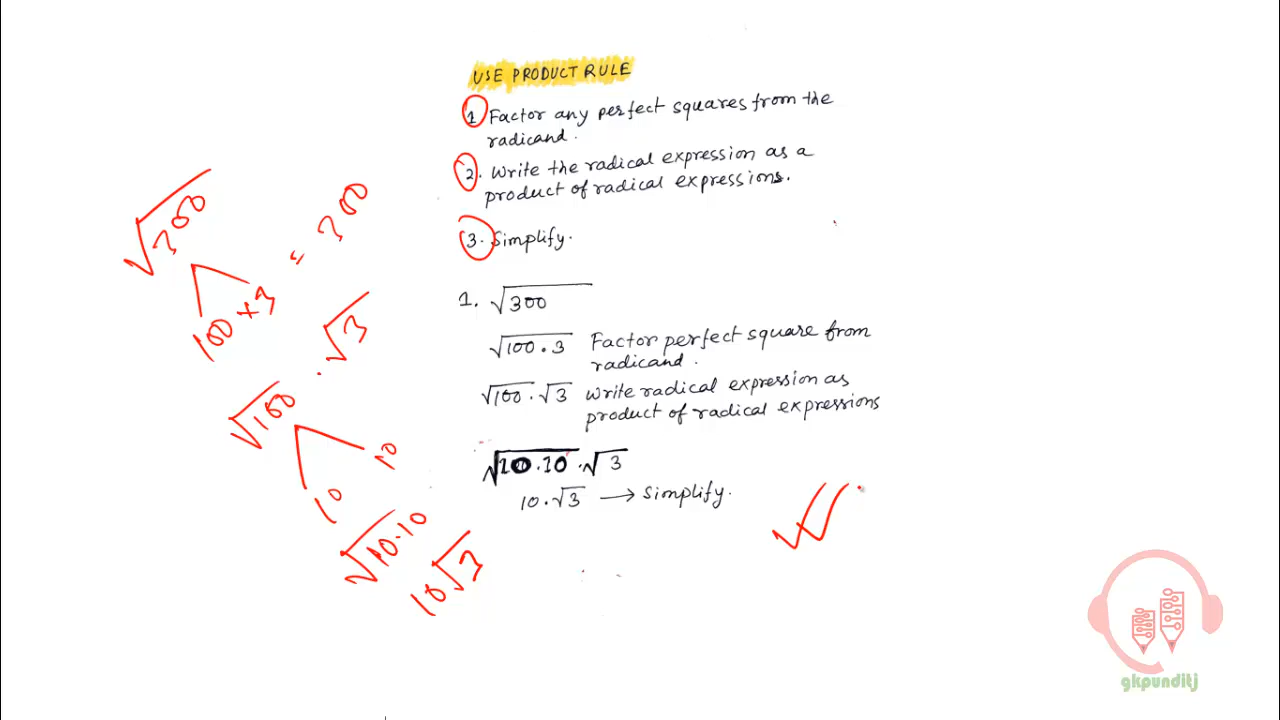 USE PRODUCT RULE
1 Factor any perfect squares from the
radicand.
2. Write the radical expression as a
product of radical expressions.
3. Simplify.
1. √300
√100 · 3 Factor perfect square from
radicand.
√100 · √3 Write radical expression as
product of radical expressions
√10 · 10 · √3
10 · √3 → Simplify.
√300
100 × 3 = 300
√100 · √3
10 10
√10 · 10
10√3
gkpunditj